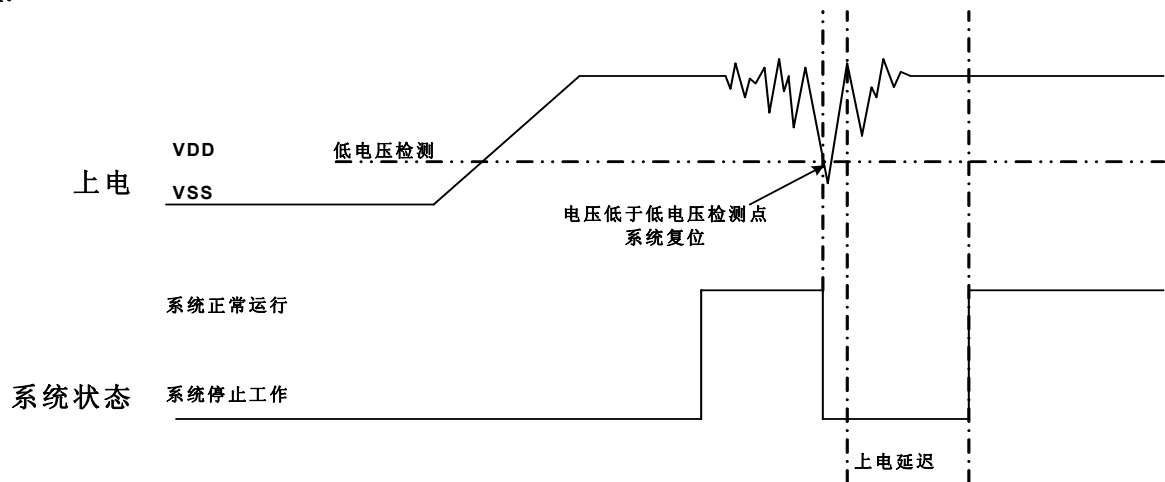 VDD
低电压检测
上电
VSS
电压低于低电压检测点
系统复位
系统正常运行
系统状态
系统停止工作
上电延迟